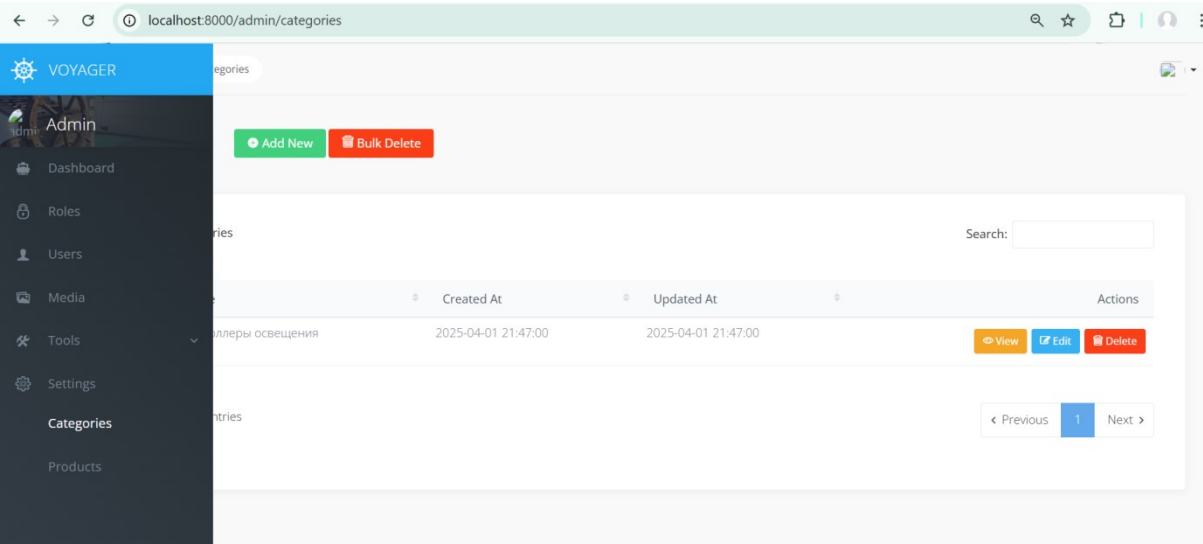 localhost:8000/admin/categories
VOYAGER
egories
Admin
Add New Bulk Delete
Dashboard
Roles
Users
Media
Tools
Settings
Categories
Products
ries
Search:
Created At Updated At Actions
оллеры освещения 2025-04-01 21:47:00 2025-04-01 21:47:00 View Edit Delete
ntries
Previous 1 Next